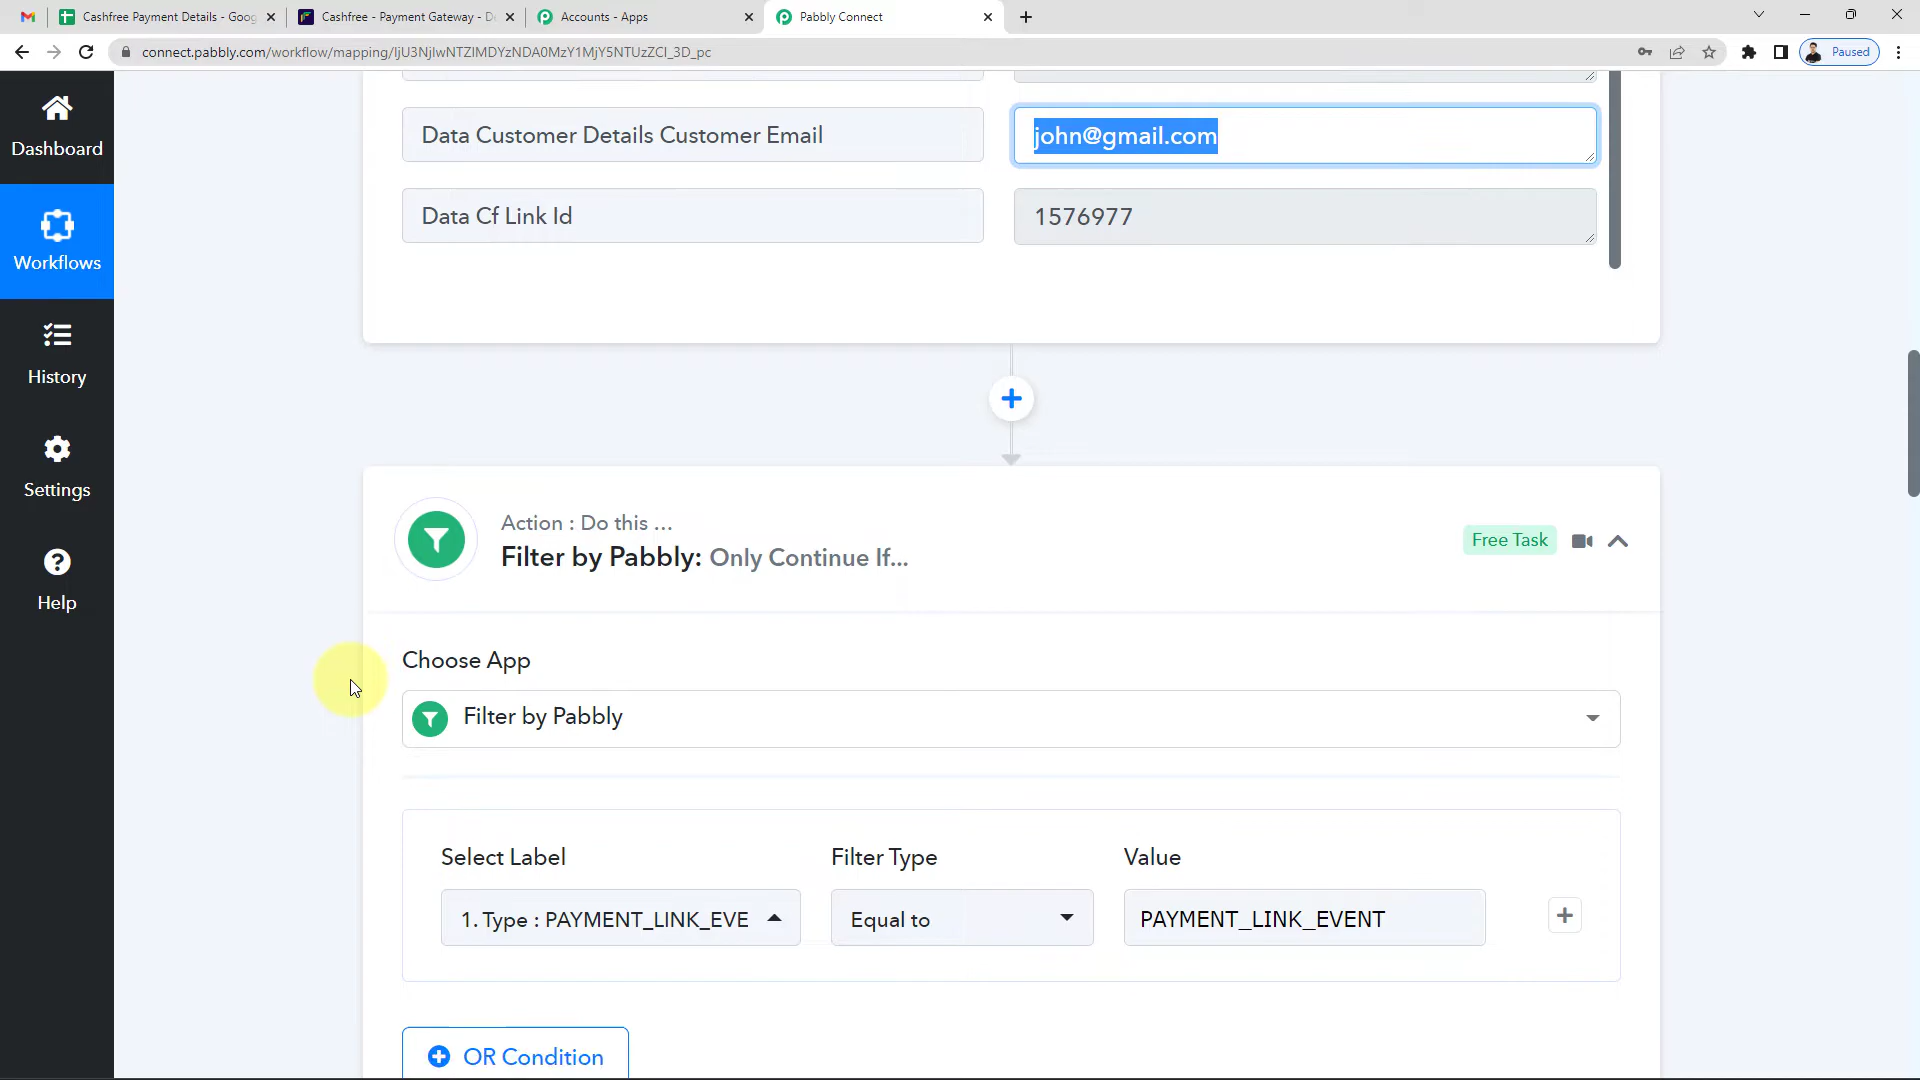 Cashfree Payment Details - Goog
Cashfree - Payment Gateway - De
Accounts - Apps
Pabbly Connect
connect.pabbly.com/workflow/mapping/IjU3NjIwNTZlMDYzNDA0MzY1MjY5NTUzZCI_3D_pc
Paused
Dashboard
Workflows
History
Settings
Help
Data Customer Details Customer Email
john@gmail.com
Data Cf Link Id
1576977
Action : Do this ...
Filter by Pabbly: Only Continue If...
Free Task
Choose App
Filter by Pabbly
Select Label
Filter Type
Value
1. Type : PAYMENT_LINK_EVE
Equal to
PAYMENT_LINK_EVENT
OR Condition